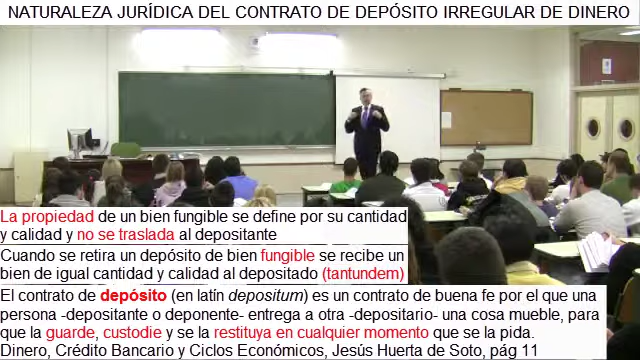 NATURALEZA JURÍDICA DEL CONTRATO DE DEPÓSITO IRREGULAR DE DINERO
La propiedad de un bien fungible se define por su cantidad
y calidad y no se traslada al depositante
Cuando se retira un depósito de bien fungible se recibe un
bien de igual cantidad y calidad al depositado (tantundem)
El contrato de depósito (en latín depositum) es un contrato de buena fe por el que una
persona -depositante o deponente- entrega a otra -depositario- una cosa mueble, para
que la guarde, custodie y se la restituya en cualquier momento que se la pida.
Dinero, Crédito Bancario y Ciclos Económicos, Jesús Huerta de Soto, pág 11